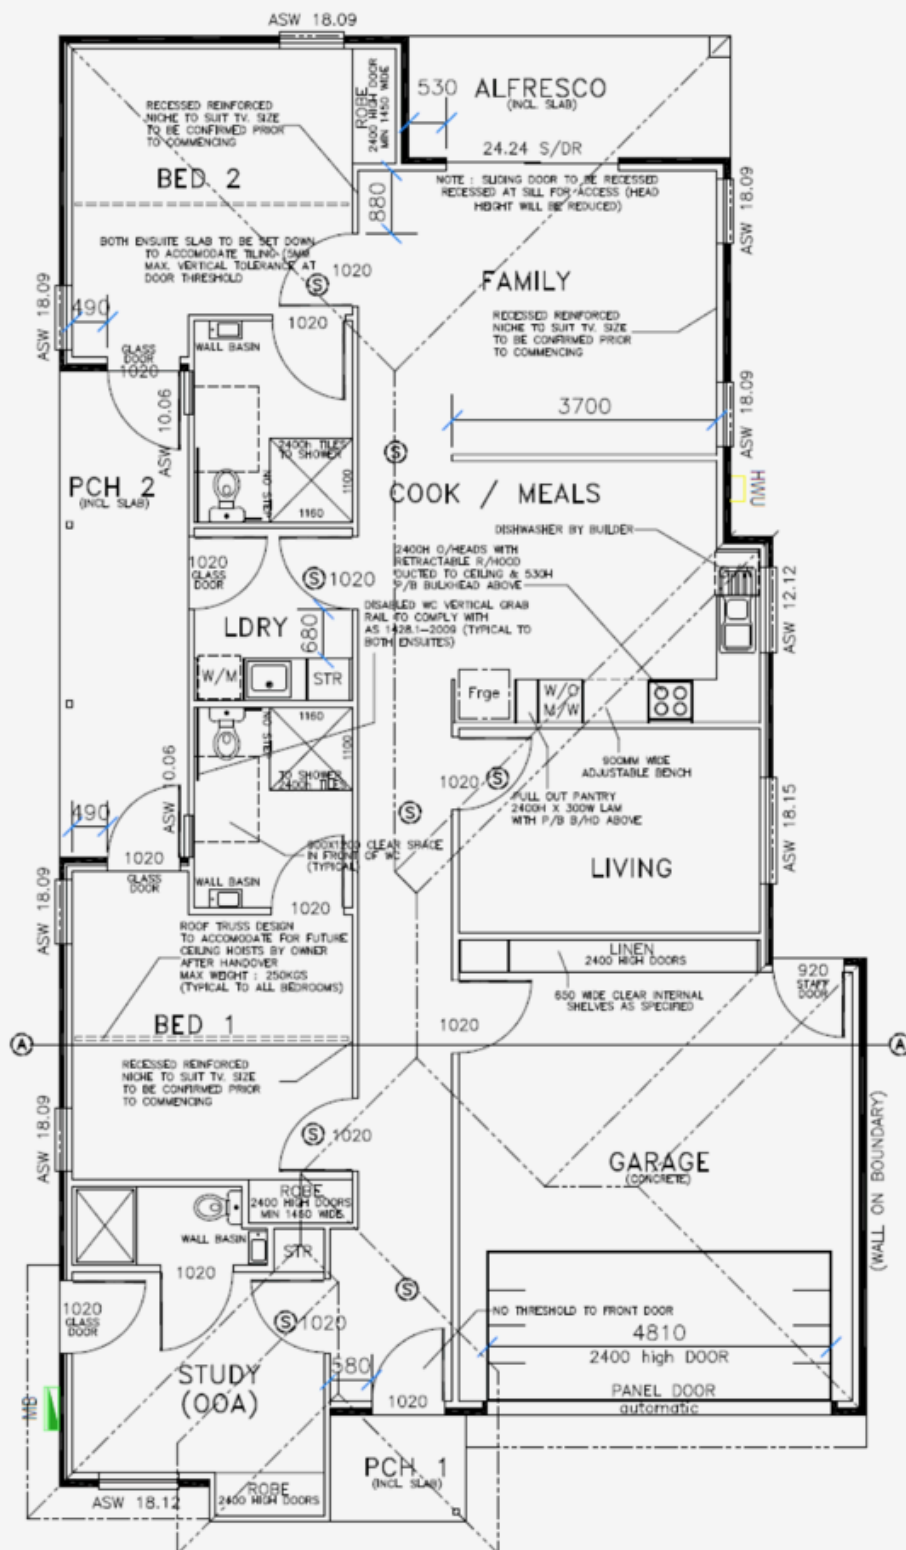 ASW 18.09
ROBE
2400 HIGH DOOR
MIN 1450 WIDE
530
ALFRESCO
(INCL. SLAB)
RECESSED REINFORCED
NICHE TO SUIT TV. SIZE
TO BE CONFIRMED PRIOR
TO COMMENCING
24.24 S/DR
BED 2
NOTE : SLIDING DOOR TO BE RECESSED
RECESSED AT SILL FOR ACCESS (HEAD
HEIGHT WILL BE REDUCED)
880
ASW 18.09
BOTH ENSUITE SLAB TO BE SET DOWN
TO ACCOMODATE TILING (5MM
MAX. VERTICAL TOLERANCE AT
DOOR THRESHOLD
1020
S
FAMILY
ASW 18.09
490
1020
RECESSED REINFORCED
NICHE TO SUIT TV. SIZE
TO BE CONFIRMED PRIOR
TO COMMENCING
GLASS
DOOR
1020
WALL BASIN
ASW 10.06
3700
ASW 18.09
2400h TILES
TO SHOWER
S
PCH 2
(INCL. SLAB)
NO STEP
1100
1160
COOK / MEALS
HWU
DISHWASHER BY BUILDER
1020
GLASS
DOOR
S
1020
2400H O/HEADS WITH
RETRACTABLE R/HOOD
DUCTED TO CEILING & 530H
P/B BULKHEAD ABOVE
ASW 12.12
LDRY
680
DISABLED WC VERTICAL GRAB
RAIL TO COMPLY WITH
AS 1428.1-2009 (TYPICAL TO
BOTH ENSUITES)
W/M
STR
Frge
W/O
M/W
NO STEP
1160
1100
TO SHOWER
2400h TILES
900MM WIDE
ADJUSTABLE BENCH
1020
S
PULL OUT PANTRY
2400H X 300W LAM
WITH P/B B/HD ABOVE
ASW 10.06
490
S
ASW 18.15
1020
GLASS
DOOR
CLEAR SPACE
IN FRONT OF WC
(TYPICAL)
LIVING
ASW 18.09
WALL BASIN
1020
ROOF TRUSS DESIGN
TO ACCOMODATE FOR FUTURE
CEILING HOISTS BY OWNER
AFTER HANDOVER
MAX WEIGHT : 250KGS
(TYPICAL TO ALL BEDROOMS)
LINEN
2400 HIGH DOORS
920
STAFF
DOOR
650 WIDE CLEAR INTERNAL
SHELVES AS SPECIFIED
BED 1
1020
A
A
RECESSED REINFORCED
NICHE TO SUIT TV. SIZE
TO BE CONFIRMED PRIOR
TO COMMENCING
ASW 18.09
S
1020
GARAGE
(CONCRETE)
(WALL ON BOUNDARY)
ROBE
2400 HIGH DOORS
MIN 1450 WIDE
WALL BASIN
STR
1020
S
1020
GLASS
DOOR
S
1020
NO THRESHOLD TO FRONT DOOR
4810
2400 high DOOR
STUDY
(OOA)
580
1020
PANEL DOOR
automatic
MB
PCH 1
(INCL. SLAB)
ROBE
2400 HIGH DOORS
ASW 18.12